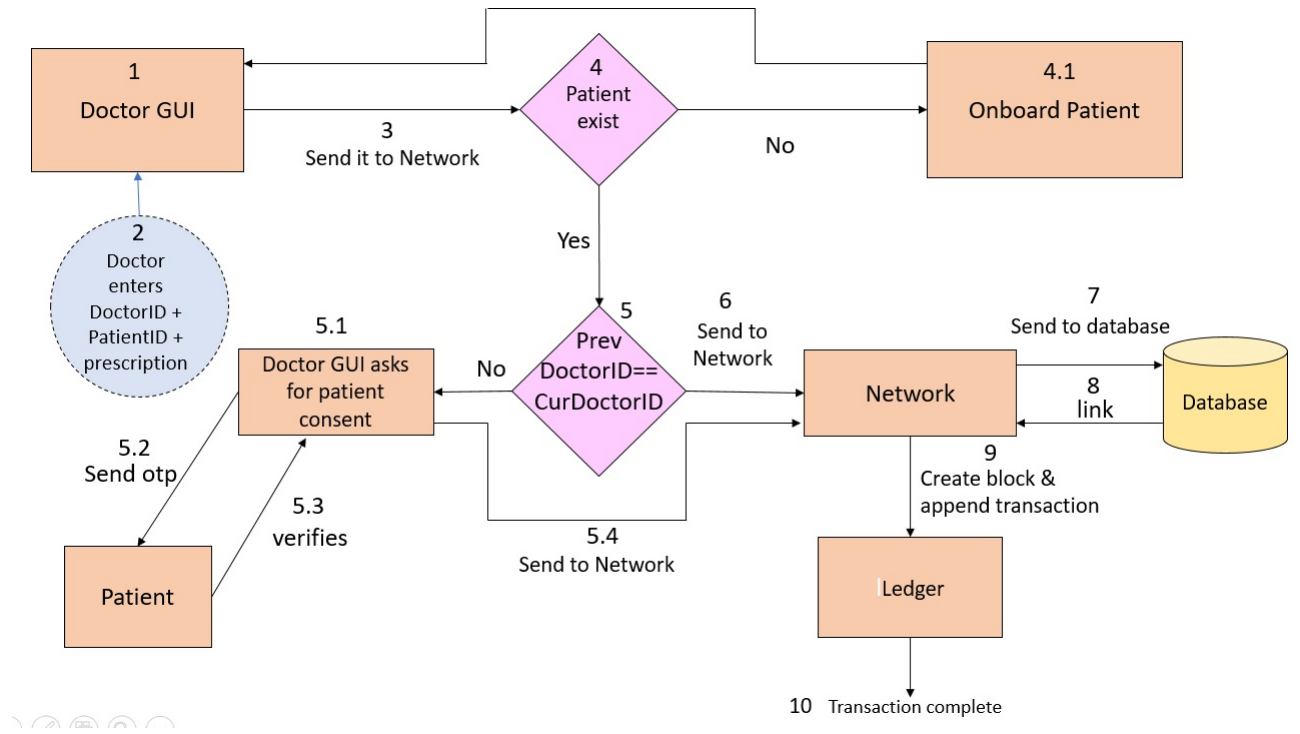 1
Doctor GUI
2
Doctor
enters
DoctorID +
PatientID +
prescription
3
Send it to Network
4
Patient
exist
No
4.1
Onboard Patient
Yes
5
Prev
DoctorID==
CurDoctorID
No
5.1
Doctor GUI asks
for patient
consent
5.2
Send otp
Patient
5.3
verifies
5.4
Send to Network
6
Send to
Network
Network
7
Send to database
8
link
Database
9
Create block &
append transaction
Ledger
10 Transaction complete